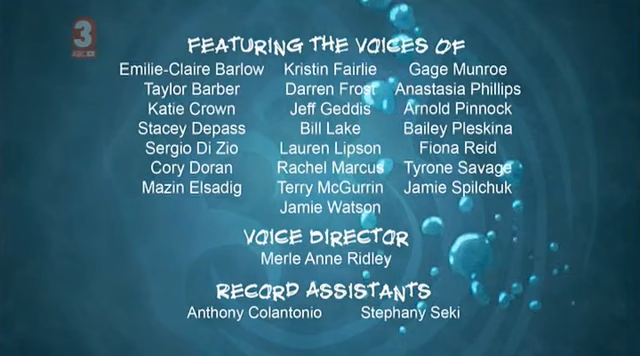 3
FEATURING THE VOICES OF
Emilie-Claire Barlow Kristin Fairlie Gage Munroe
Taylor Barber Darren Frost Anastasia Phillips
Katie Crown Jeff Geddis Arnold Pinnock
Stacey Depass Bill Lake Bailey Pleskina
Sergio Di Zio Lauren Lipson Fiona Reid
Cory Doran Rachel Marcus Tyrone Savage
Mazin Elsadig Terry McGurrin Jamie Spilchuk
Jamie Watson
VOICE DIRECTOR
Merle Anne Ridley
RECORD ASSISTANTS
Anthony Colantonio Stephany Seki